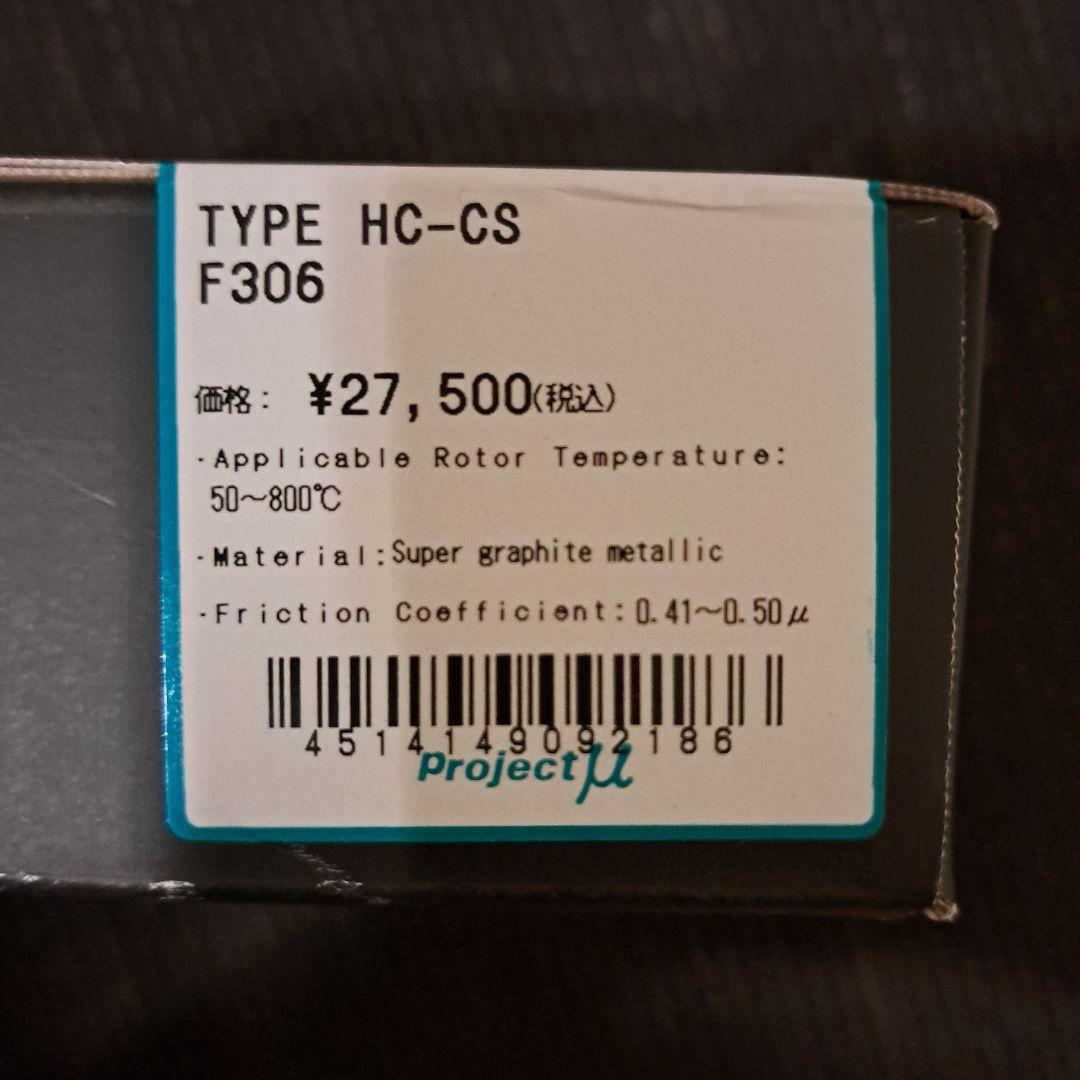 TYPE HC-CS
F306
価格: ¥27,500(税込)
·Applicable Rotor Temperature:
50～800℃
·Material:Super graphite metallic
·Friction Coefficient:0.41～0.50μ
4514149092186
Projectμ